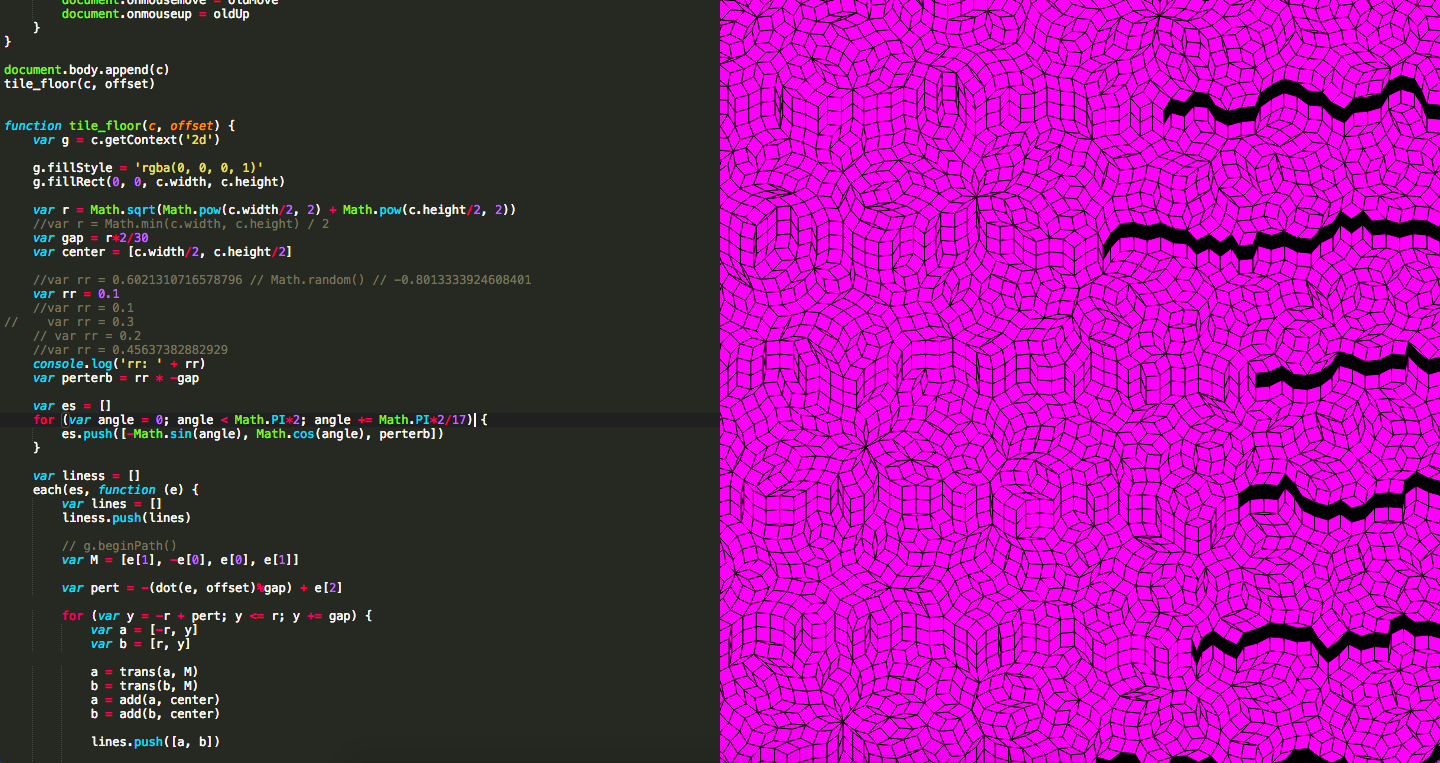 document.onmousemove = oldMove
document.onmouseup = oldUp
}
}
document.body.append(c)
tile_floor(c, offset)
function tile_floor(c, offset) {
var g = c.getContext('2d')
g.fillStyle = 'rgba(0, 0, 0, 1)'
g.fillRect(0, 0, c.width, c.height)
var r = Math.sqrt(Math.pow(c.width/2, 2) + Math.pow(c.height/2, 2))
//var r = Math.min(c.width, c.height) / 2
var gap = r*2/30
var center = [c.width/2, c.height/2]
//var rr = 0.6021310716578796 // Math.random() // -0.8013333924608401
var rr = 0.1
//var rr = 0.1
//    var rr = 0.3
// var rr = 0.2
//var rr = 0.45637382882929
console.log('rr: ' + rr)
var perterb = rr * -gap
var es = []
for (var angle = 0; angle < Math.PI*2; angle += Math.PI*2/17) {
es.push([-Math.sin(angle), Math.cos(angle), perterb])
}
var liness = []
each(es, function (e) {
var lines = []
liness.push(lines)
// g.beginPath()
var M = [e[1], -e[0], e[0], e[1]]
var pert = -(dot(e, offset)%gap) + e[2]
for (var y = -r + pert; y <= r; y += gap) {
var a = [-r, y]
var b = [r, y]
a = trans(a, M)
b = trans(b, M)
a = add(a, center)
b = add(b, center)
lines.push([a, b])